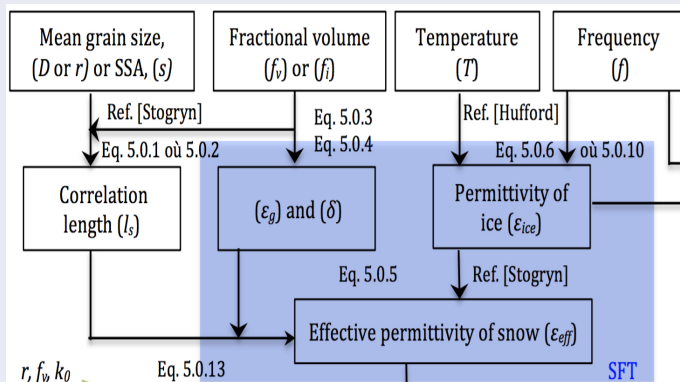 Mean grain size,
(D or r) or SSA, (s)
Fractional volume
(fv) or (fi)
Temperature
(T)
Frequency
(f)
Ref. [Stogryn]
Eq. 5.0.3
Eq. 5.0.4
Ref. [Hufford]
Eq. 5.0.1 où 5.0.2
Eq. 5.0.6
où 5.0.10
Correlation
length (ls)
(εg) and (δ)
Permittivity of
ice (εice)
Eq. 5.0.5
Ref. [Stogryn]
Effective permittivity of snow (εeff)
r, fv, k0
Eq. 5.0.13
SFT